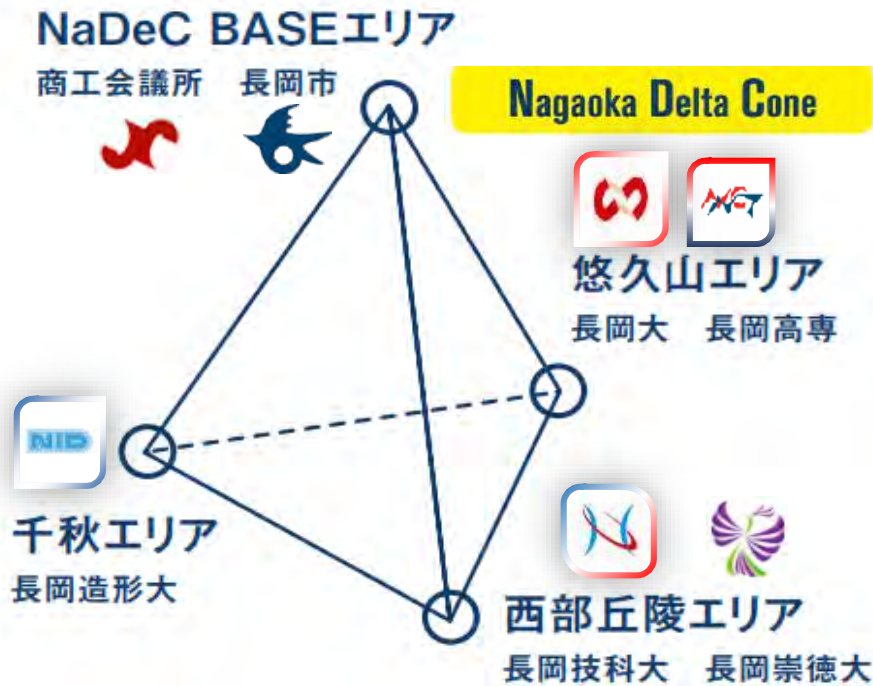 NaDeC BASEエリア
商工会議所　長岡市
Nagaoka Delta Cone
悠久山エリア
長岡大　長岡高専
NID
千秋エリア
長岡造形大
西部丘陵エリア
長岡技科大　長岡崇徳大